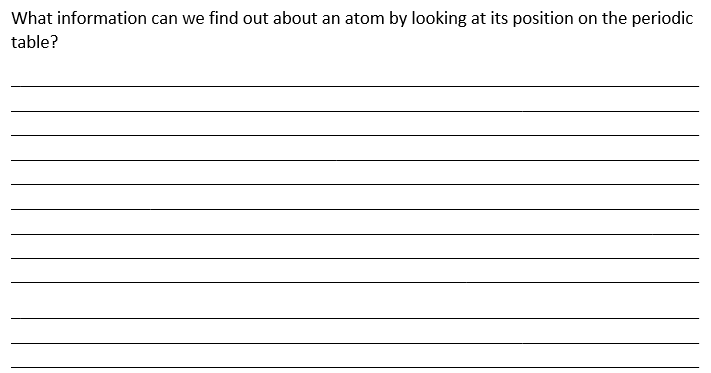 What information can we find out about an atom by looking at its position on the periodic
table?